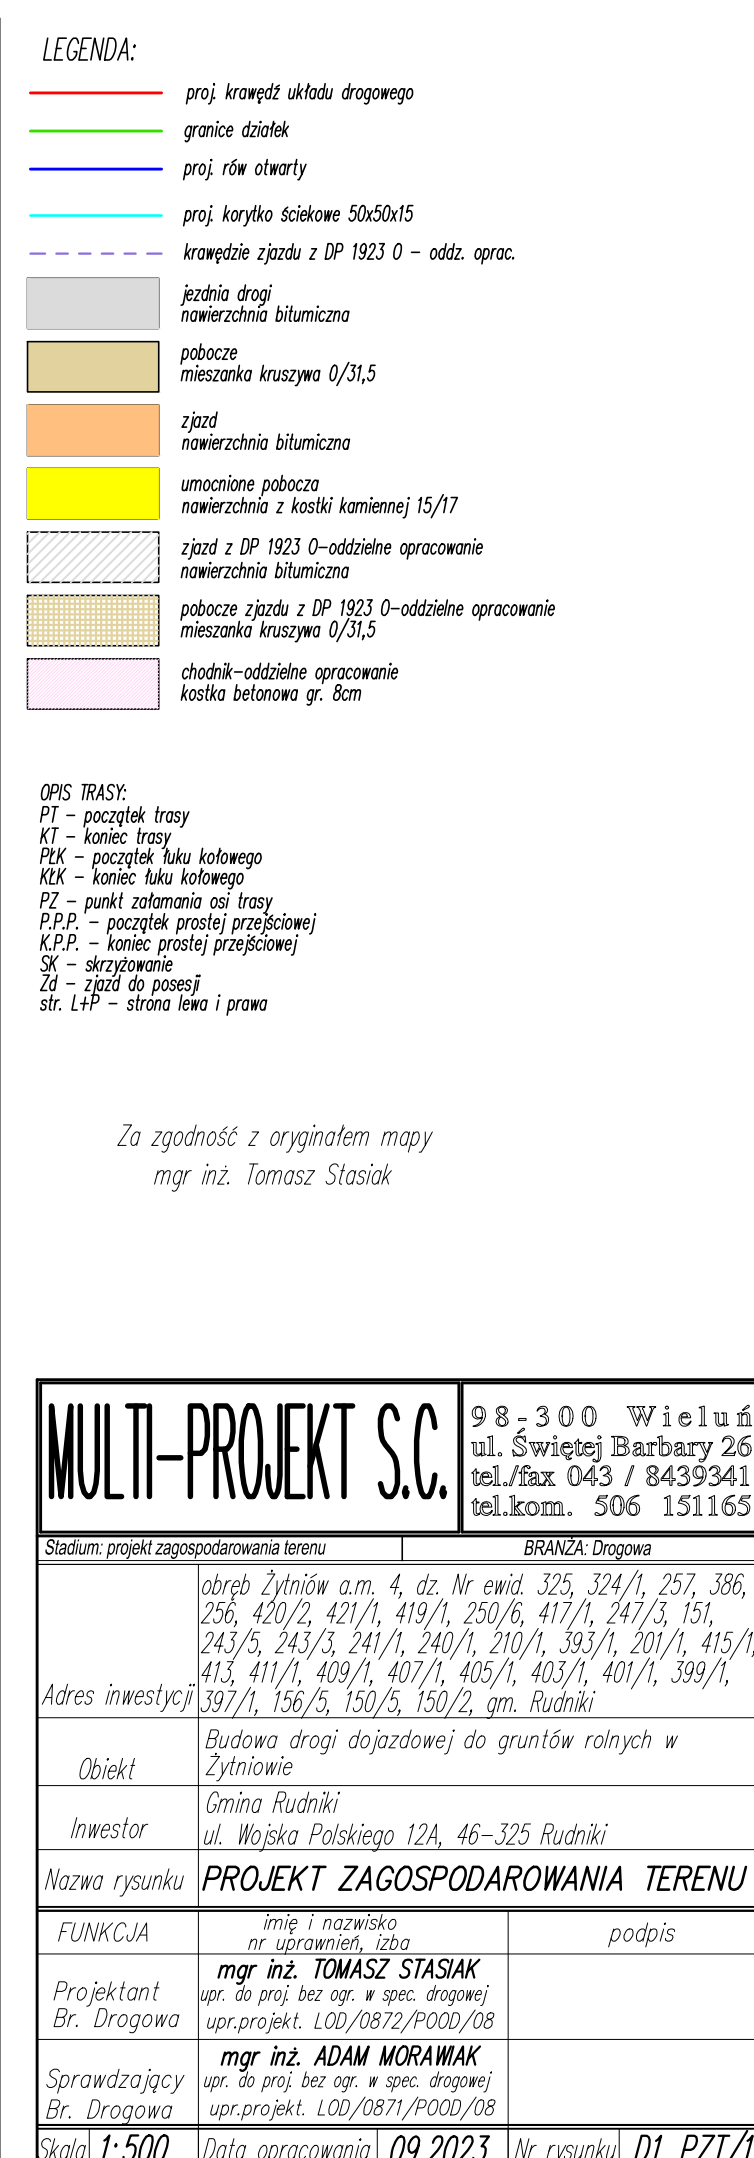 LEGENDA:
proj. krawędź układu drogowego
granice działek
proj. rów otwarty
proj. korytko ściekowe 50x50x15
krawędzie zjazdu z DP 1923 O - oddz. oprac.
jezdnia drogi
nawierzchnia bitumiczna
pobocze
mieszanka kruszywa 0/31,5
zjazd
nawierzchnia bitumiczna
umocnione pobocza
nawierzchnia z kostki kamiennej 15/17
zjazd z DP 1923 O-oddzielne opracowanie
nawierzchnia bitumiczna
pobocze zjazdu z DP 1923 O-oddzielne opracowanie
mieszanka kruszywa 0/31,5
chodnik-oddzielne opracowanie
kostka betonowa gr. 8cm
OPIS TRASY:
PT - początek trasy
KT - koniec trasy
PŁK - początek łuku kołowego
KŁK - koniec łuku kołowego
PZ - punkt załamania osi trasy
P.P.P. - początek prostej przejściowej
K.P.P. - koniec prostej przejściowej
SK - skrzyżowanie
Zd - zjazd do posesji
str. L+P - strona lewa i prawa
Za zgodność z oryginałem mapy
mgr inż. Tomasz Stasiak
MULTI-PROJEKT S.C.
98-300 Wieluń
ul. Świętej Barbary 26
tel./fax 043 / 8439341
tel.kom. 506 151165
Stadium: projekt zagospodarowania terenu BRANŻA: Drogowa
obręb Żytniów a.m. 4, dz. Nr ewid. 325, 324/1, 257, 386,
256, 420/2, 421/1, 419/1, 250/6, 417/1, 247/3, 151,
243/5, 243/3, 241/1, 240/1, 210/1, 393/1, 201/1, 415/1,
413, 411/1, 409/1, 407/1, 405/1, 403/1, 401/1, 399/1,
Adres inwestycji 397/1, 156/5, 150/5, 150/2, gm. Rudniki
Budowa drogi dojazdowej do gruntów rolnych w
Obiekt Żytniowie
Gmina Rudniki
Inwestor ul. Wojska Polskiego 12A, 46-325 Rudniki
Nazwa rysunku PROJEKT ZAGOSPODAROWANIA TERENU
FUNKCJA imię i nazwisko podpis
nr uprawnień, izba
mgr inż. TOMASZ STASIAK
Projektant upr. do proj. bez ogr. w spec. drogowej
Br. Drogowa upr.projekt. LOD/0872/POOD/08
mgr inż. ADAM MORAWIAK
Sprawdzający upr. do proj. bez ogr. w spec. drogowej
Br. Drogowa upr.projekt. LOD/0871/POOD/08
Skala 1:500 Data opracowania 09.2023 Nr rysunku D1_PZT/1